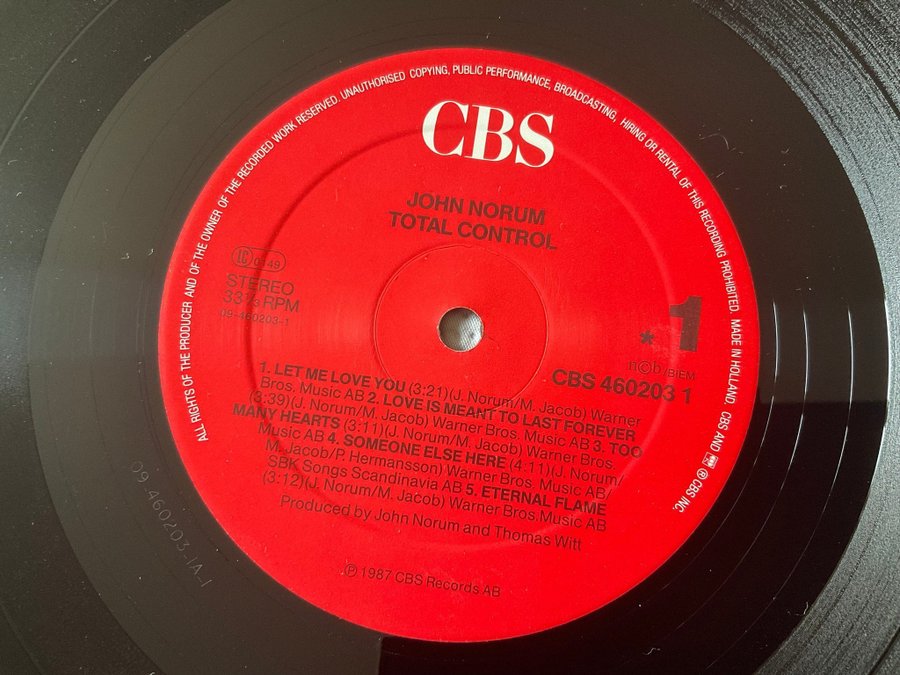 ALL RIGHTS OF THE PRODUCER AND OF THE OWNER OF THE RECORDED WORK RESERVED. UNAUTHORISED COPYING, PUBLIC PERFORMANCE, BROADCASTING, HIRING OR RENTAL OF THIS RECORDING PROHIBITED. MADE IN HOLLAND. CBS AND ℗ CBS INC.
CBS
JOHN NORUM
TOTAL CONTROL
LC 0149
STEREO
33⅓ RPM
09-460203-1
* 1
n©b/BIEM
CBS 460203 1
1. LET ME LOVE YOU (3:21)(J. Norum/M. Jacob) Warner
Bros. Music AB 2. LOVE IS MEANT TO LAST FOREVER
(3:39)(J. Norum/M. Jacob) Warner Bros. Music AB 3. TOO
MANY HEARTS (3:11)(J. Norum/M. Jacob) Warner Bros.
Music AB 4. SOMEONE ELSE HERE (4:11)(J. Norum/
M. Jacob/P. Hermansson) Warner Bros. Music AB/
SBK Songs Scandinavia AB 5. ETERNAL FLAME
(3:12)(J. Norum/M. Jacob) Warner Bros. Music AB
Produced by John Norum and Thomas Witt
℗ 1987 CBS Records AB